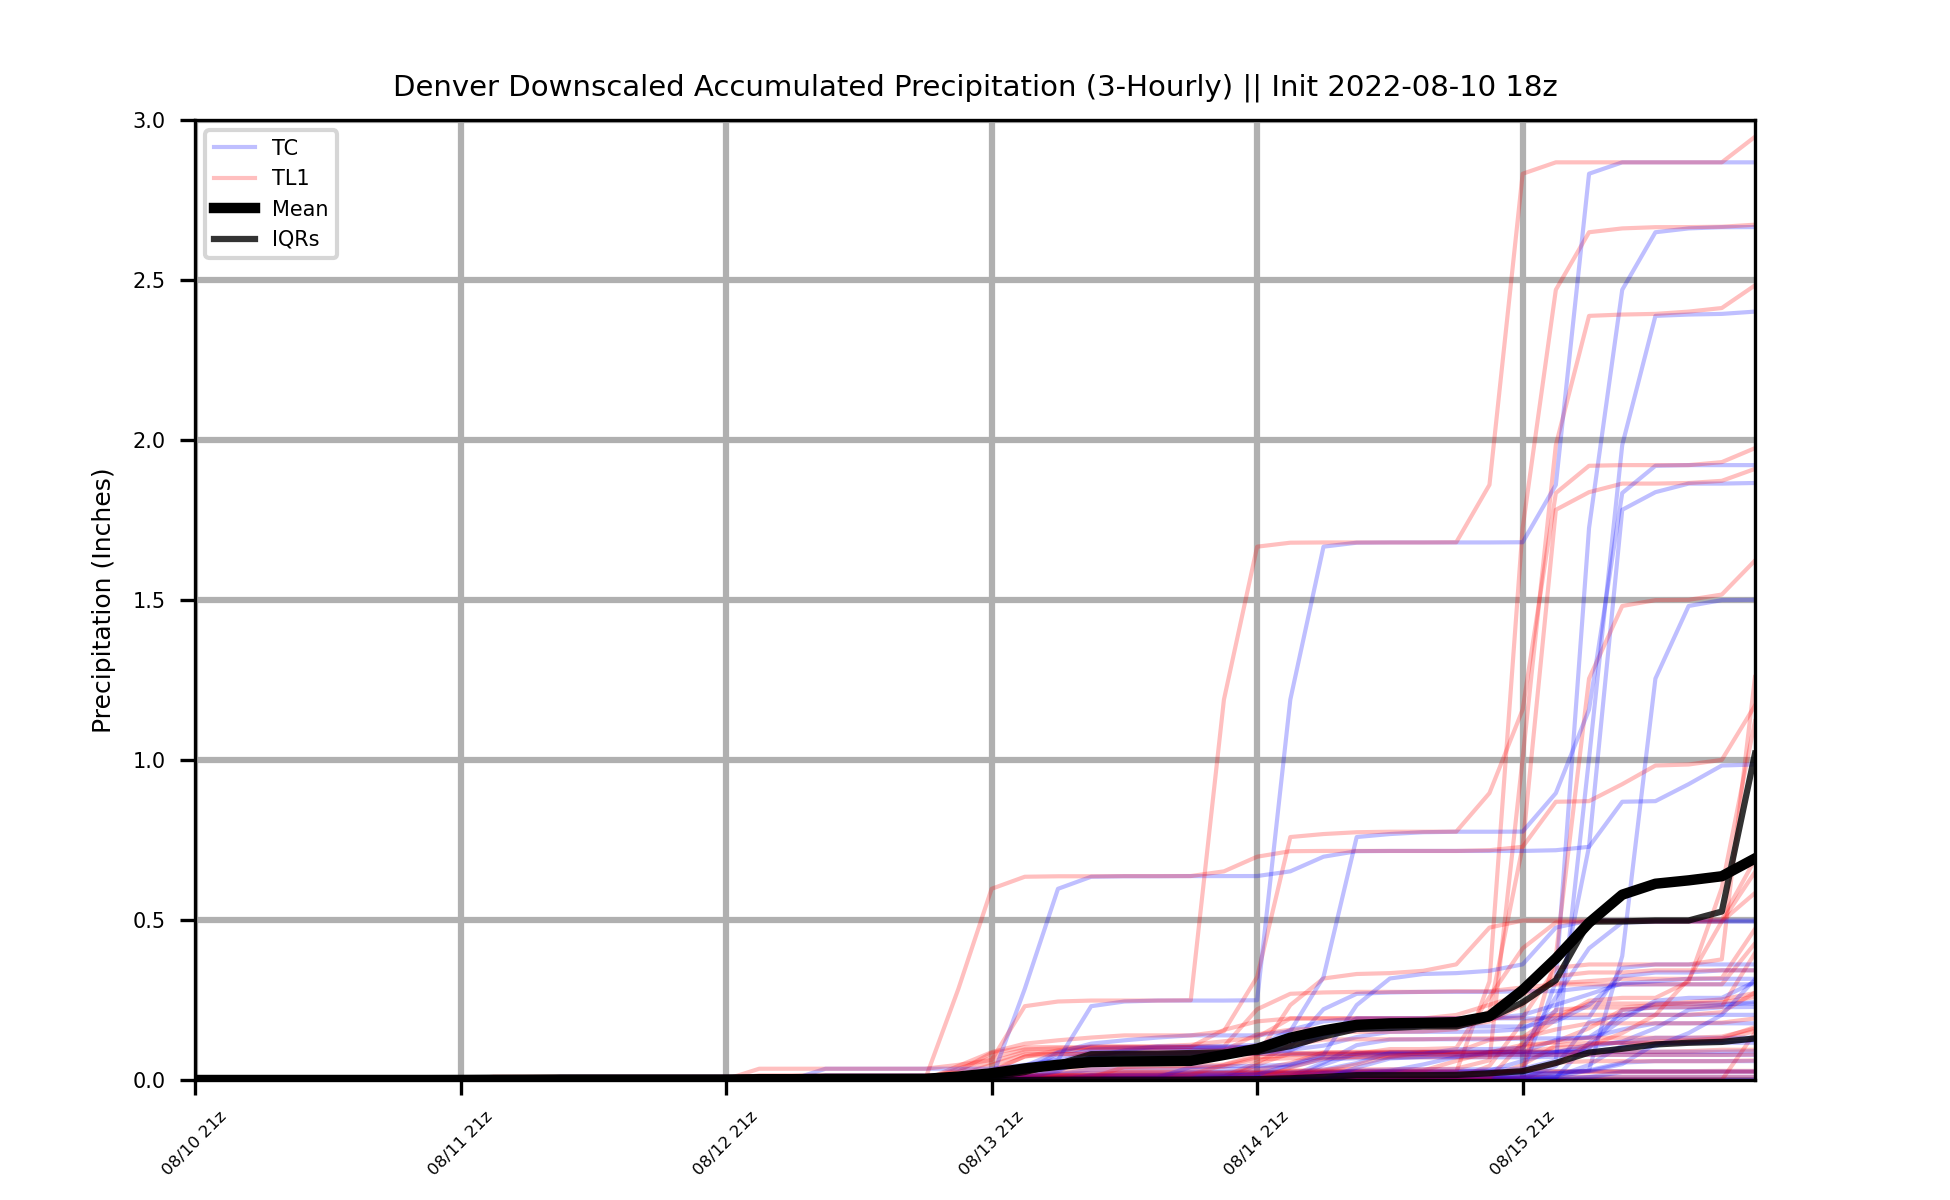 Denver Downscaled Accumulated Precipitation (3-Hourly) || Init 2022-08-10 18z
TC
TL1
Mean
IQRs
Precipitation (Inches)
3.0
2.5
2.0
1.5
1.0
0.5
0.0
08/10 21z
08/11 21z
08/12 21z
08/13 21z
08/14 21z
08/15 21z